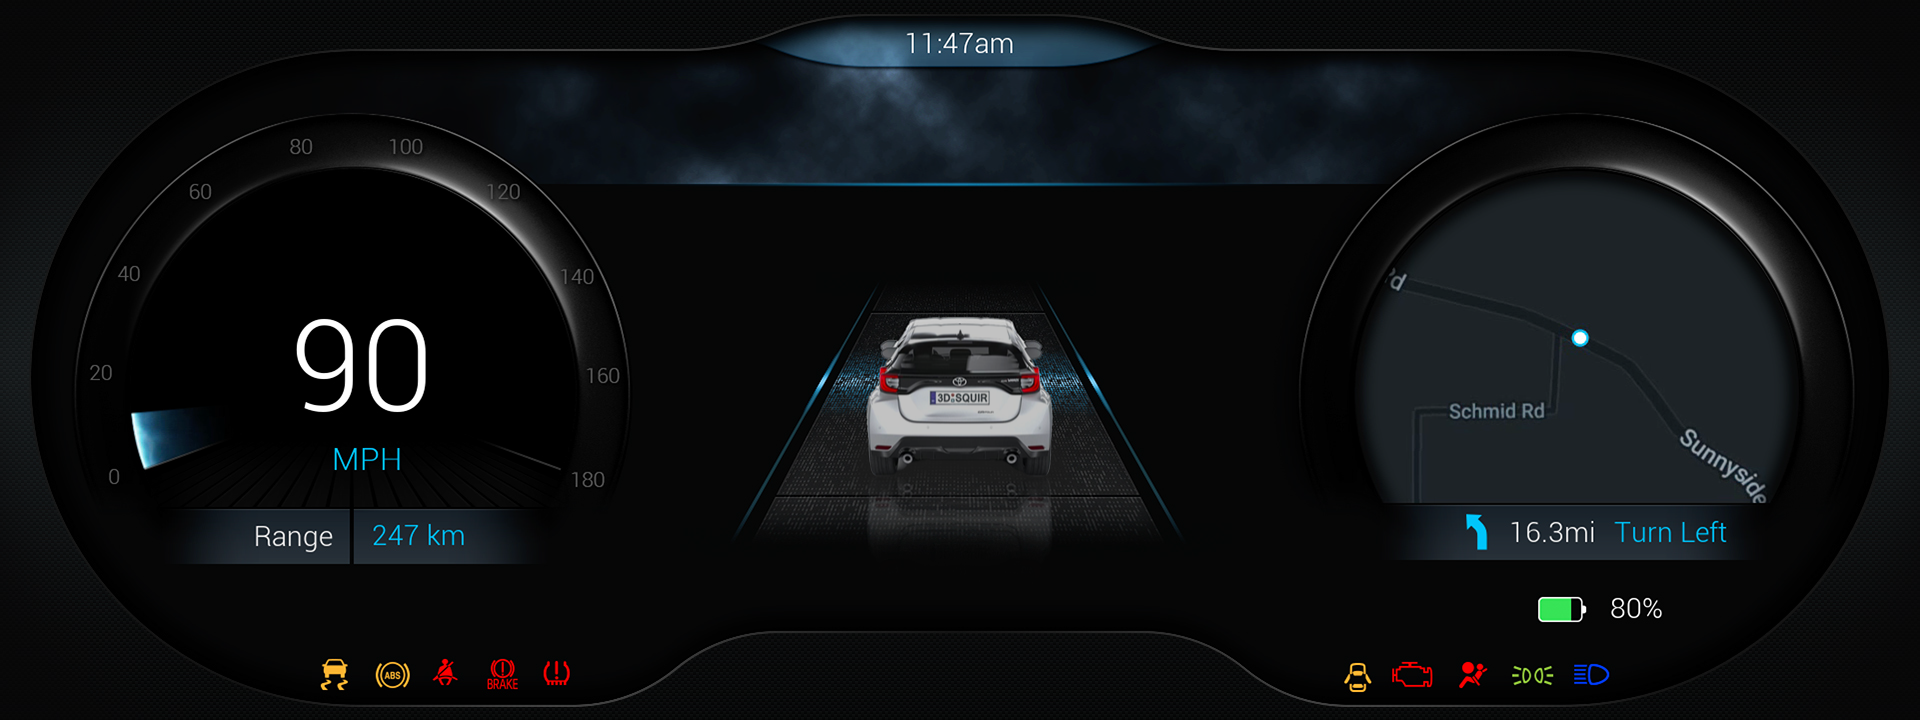 11:47am
80 100
60 120
40 140
20 160
0 180
90
MPH
Range 247 km
3D SQUIR
Rd
Schmid Rd
Sunnyside
16.3mi Turn Left
80%
ABS
BRAKE